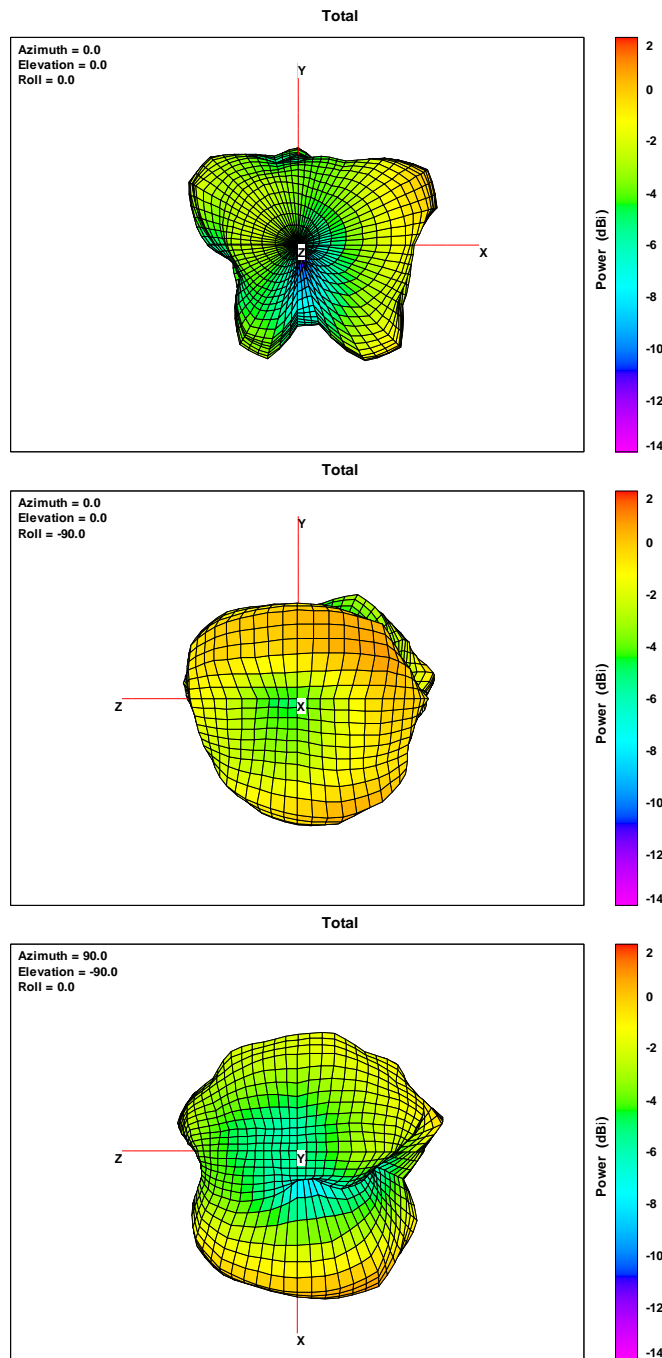 Total
Azimuth = 0.0
Elevation = 0.0
Roll = 0.0
Y
Z
X
Power (dBi)
2
0
-2
-4
-6
-8
-10
-12
-14
Total
Azimuth = 0.0
Elevation = 0.0
Roll = -90.0
Y
Z
X
Power (dBi)
2
0
-2
-4
-6
-8
-10
-12
-14
Total
Azimuth = 90.0
Elevation = -90.0
Roll = 0.0
Z
Y
X
Power (dBi)
2
0
-2
-4
-6
-8
-10
-12
-14